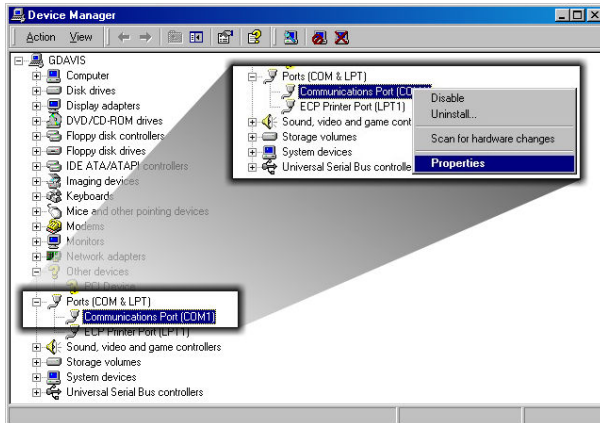 Device Manager
Action View
GDAVIS
Computer
Disk drives
Display adapters
DVD/CD-ROM drives
Floppy disk controllers
Floppy disk drives
IDE ATA/ATAPI controllers
Imaging devices
Keyboards
Mice and other pointing devices
Modems
Monitors
Network adapters
Other devices
PCI Device
Ports (COM & LPT)
Communications Port (COM1)
ECP Printer Port (LPT1)
Sound, video and game controllers
Storage volumes
System devices
Universal Serial Bus controllers
Ports (COM & LPT)
Communications Port (CO
ECP Printer Port (LPT1)
Sound, video and game cont
Storage volumes
System devices
Universal Serial Bus controlle
Disable
Uninstall...
Scan for hardware changes
Properties